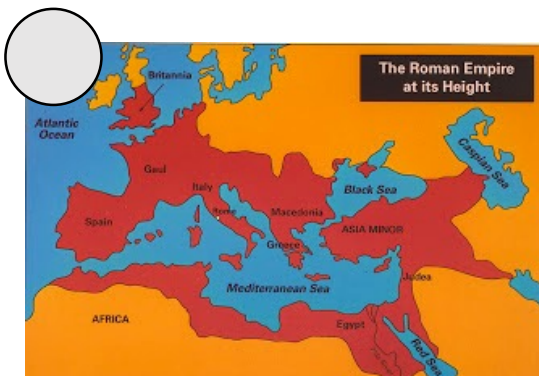 The Roman Empire
at its Height
Britannia
Atlantic
Ocean
Caspian Sea
Gaul
Italy
Black Sea
Rome
Macedonia
Spain
ASIA MINOR
Greece
Judea
Mediterranean Sea
AFRICA
Egypt
Red Sea